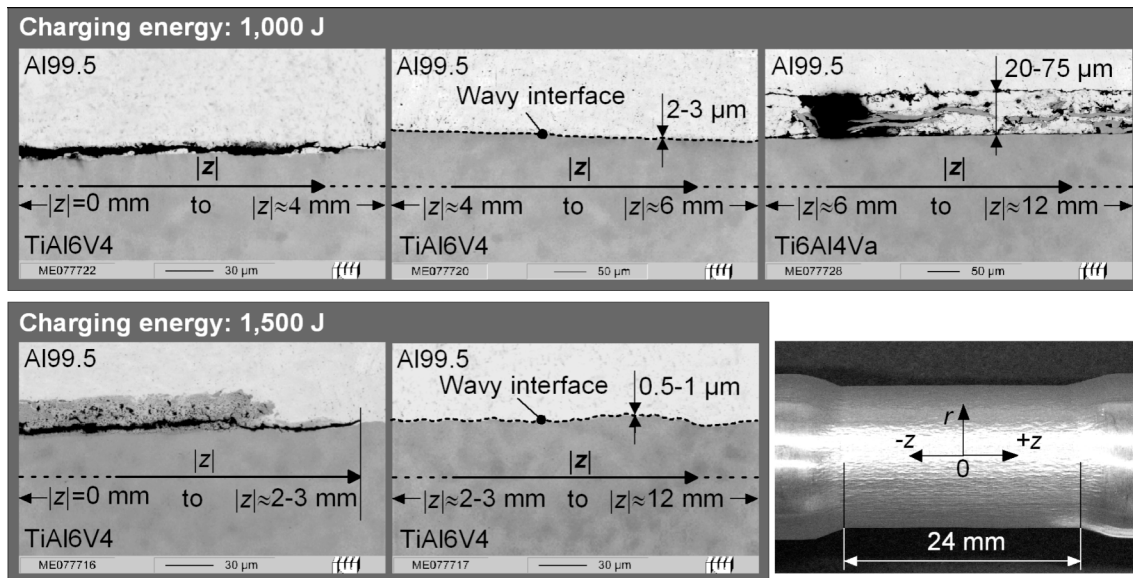 Charging energy: 1,000 J
Al99.5
|z|
|z|=0 mm to |z|≈4 mm
TiAl6V4
ME077722 30 µm
Al99.5
Wavy interface
2-3 µm
|z|
|z|≈4 mm to |z|≈6 mm
TiAl6V4
ME077720 50 µm
Al99.5
20-75 µm
|z|
|z|≈6 mm to |z|≈12 mm
Ti6Al4Va
ME077728 50 µm
Charging energy: 1,500 J
Al99.5
|z|
|z|=0 mm to |z|≈2-3 mm
TiAl6V4
ME077716 30 µm
Al99.5
Wavy interface
0.5-1 µm
|z|
|z|≈2-3 mm to |z|≈12 mm
TiAl6V4
ME077717 30 µm
r
-z +z
0
24 mm